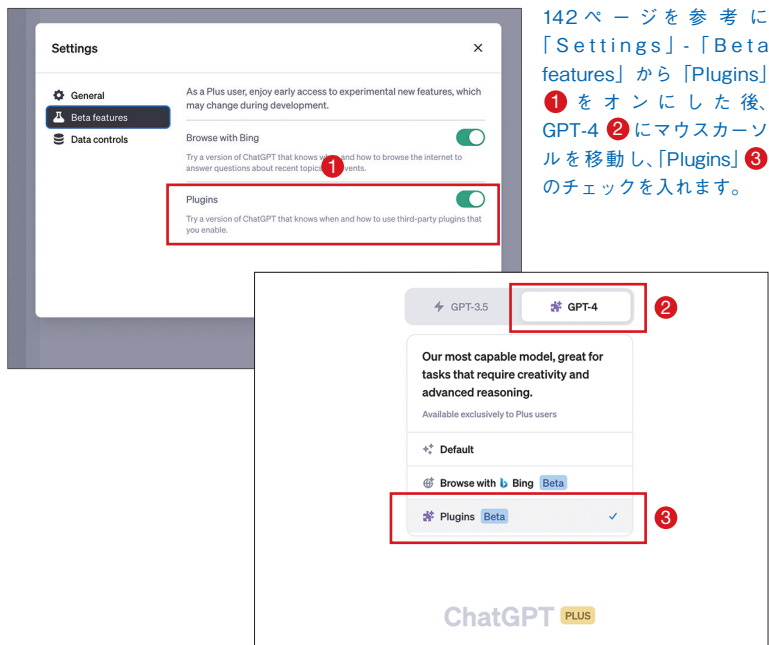 142ページを参考に
「Settings」-「Beta
features」から「Plugins」
❶をオンにした後、
GPT-4 ❷にマウスカーソ
ルを移動し、「Plugins」❸
のチェックを入れます。
Settings
General
Beta features
Data controls
As a Plus user, enjoy early access to experimental new features, which
may change during development.
Browse with Bing
Try a version of ChatGPT that knows when and how to browse the internet to
answer questions about recent topics events.
1
Plugins
Try a version of ChatGPT that knows when and how to use third-party plugins that
you enable.
GPT-3.5
GPT-4
2
Our most capable model, great for
tasks that require creativity and
advanced reasoning.
Available exclusively to Plus users
Default
Browse with Bing Beta
Plugins Beta
3
ChatGPT PLUS